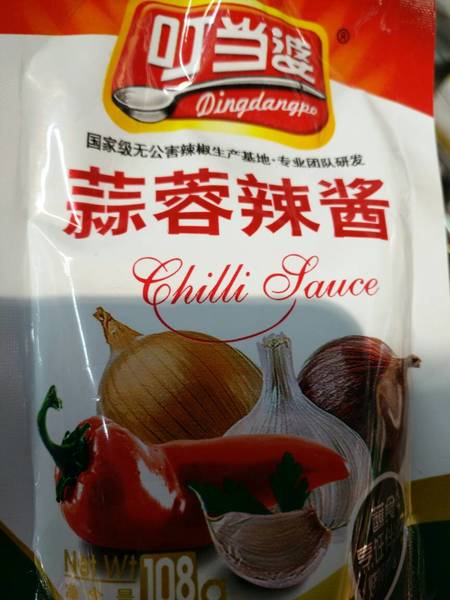 叮当婆
®
Dingdangpo
国家级无公害辣椒生产基地·专业团队研发
蒜蓉辣酱
Chilli Sauce
Net Wt
108g